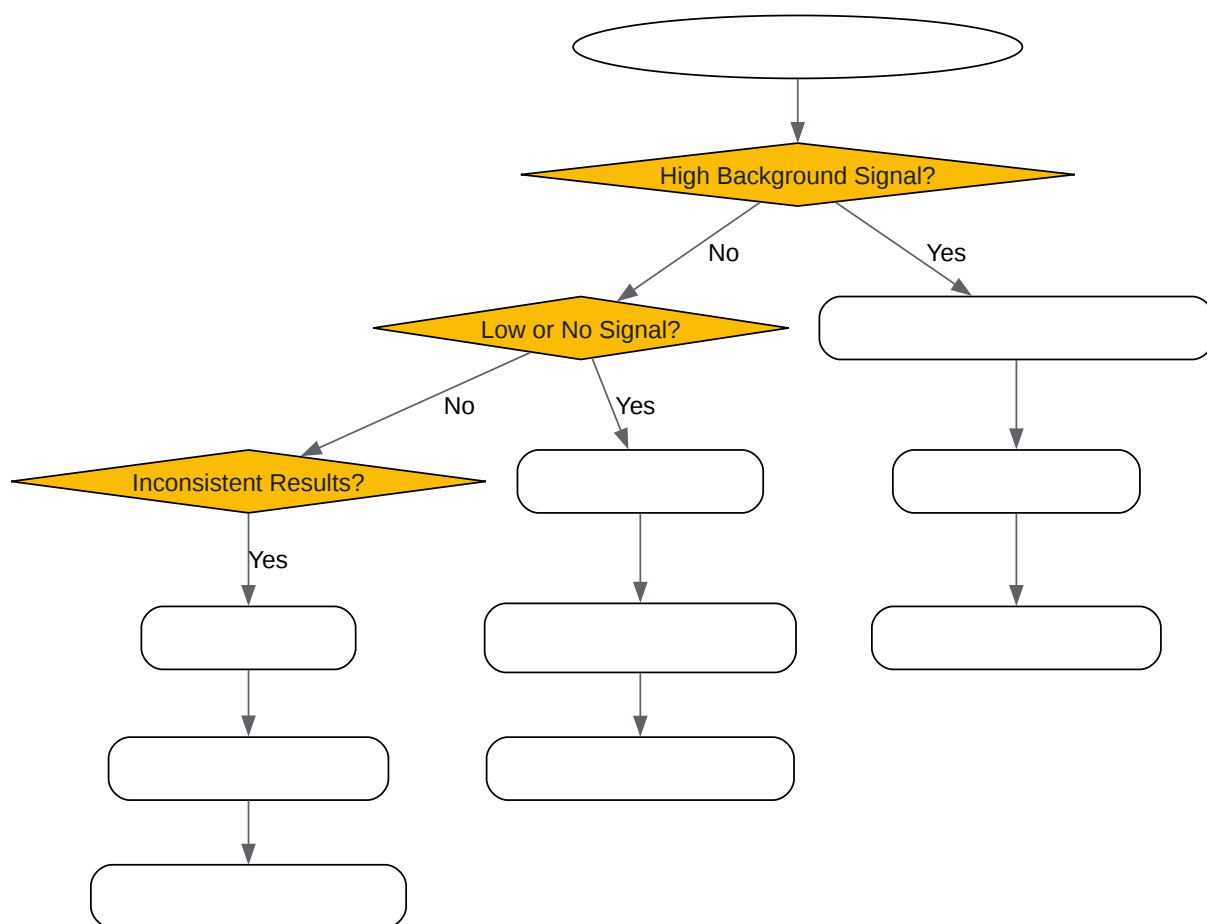 High Background Signal?
No
Yes
Low or No Signal?
No
Yes
Inconsistent Results?
Yes